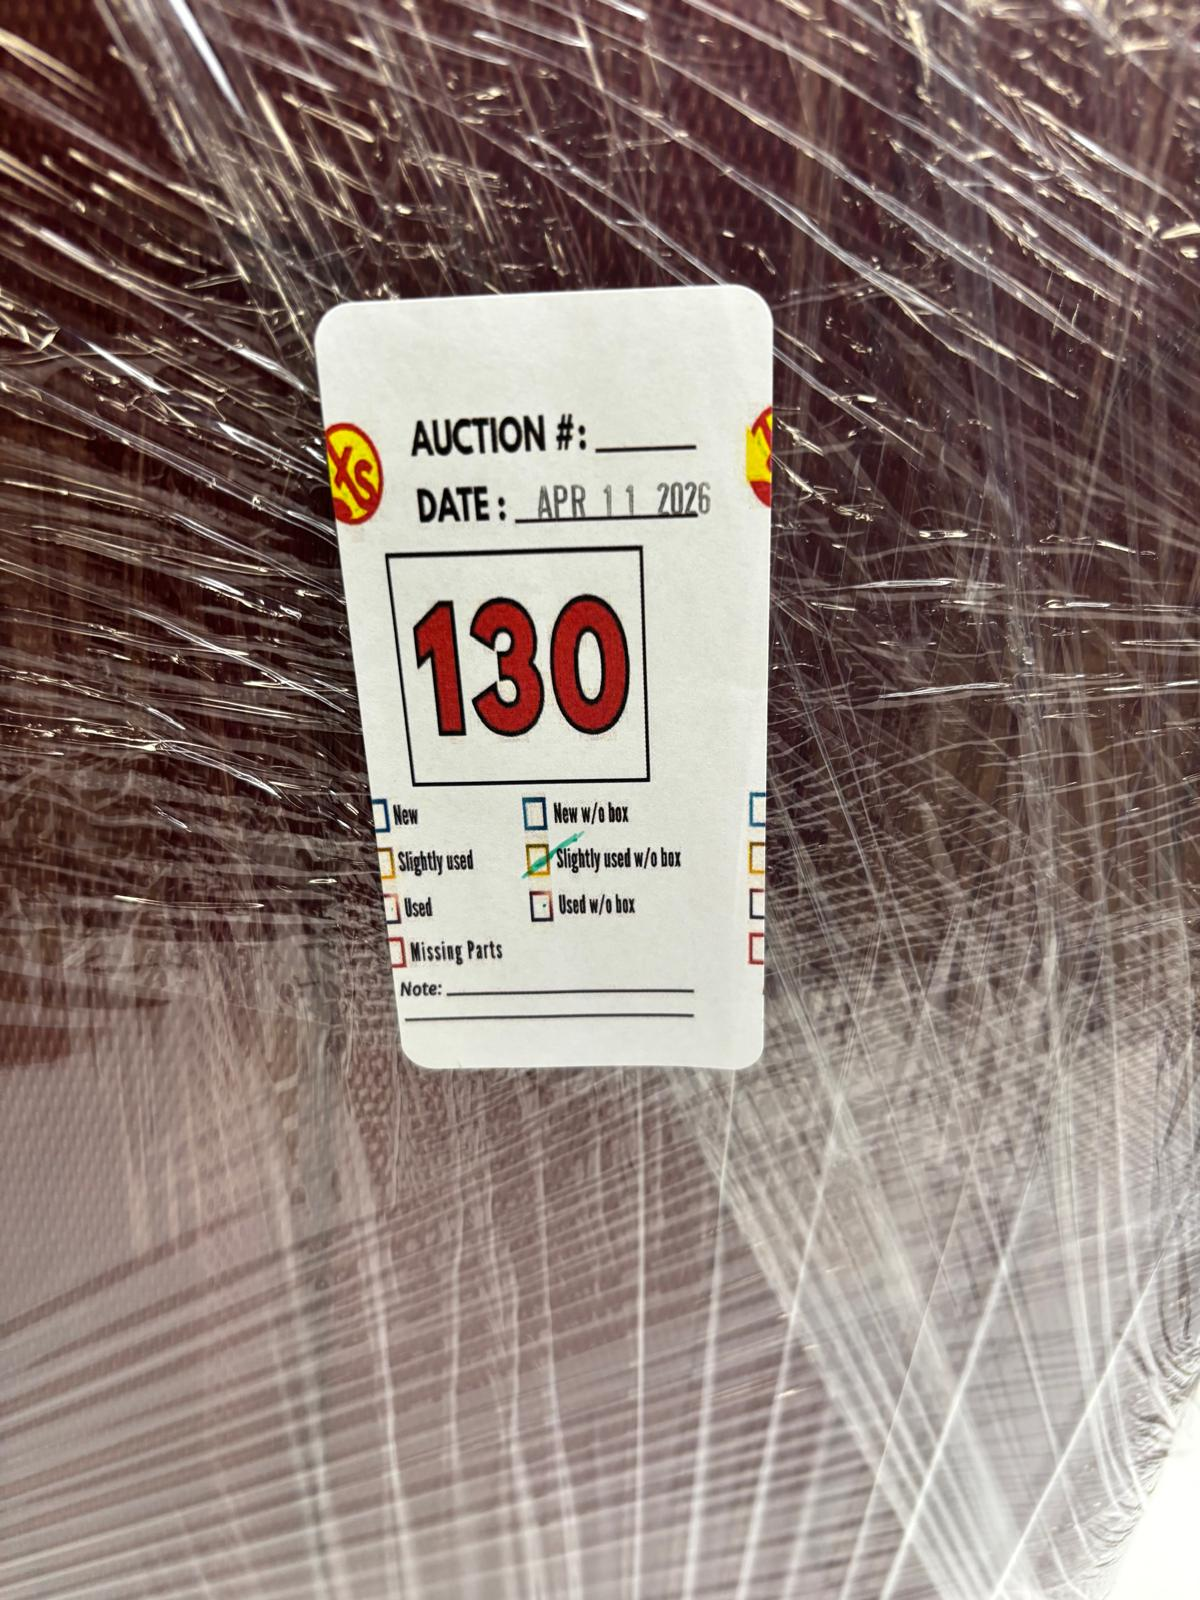 AUCTION #:
XS
DATE: APR 11 2026
130
New New w/o box
Slightly used Slightly used w/o box
Used Used w/o box
Missing Parts
Note: